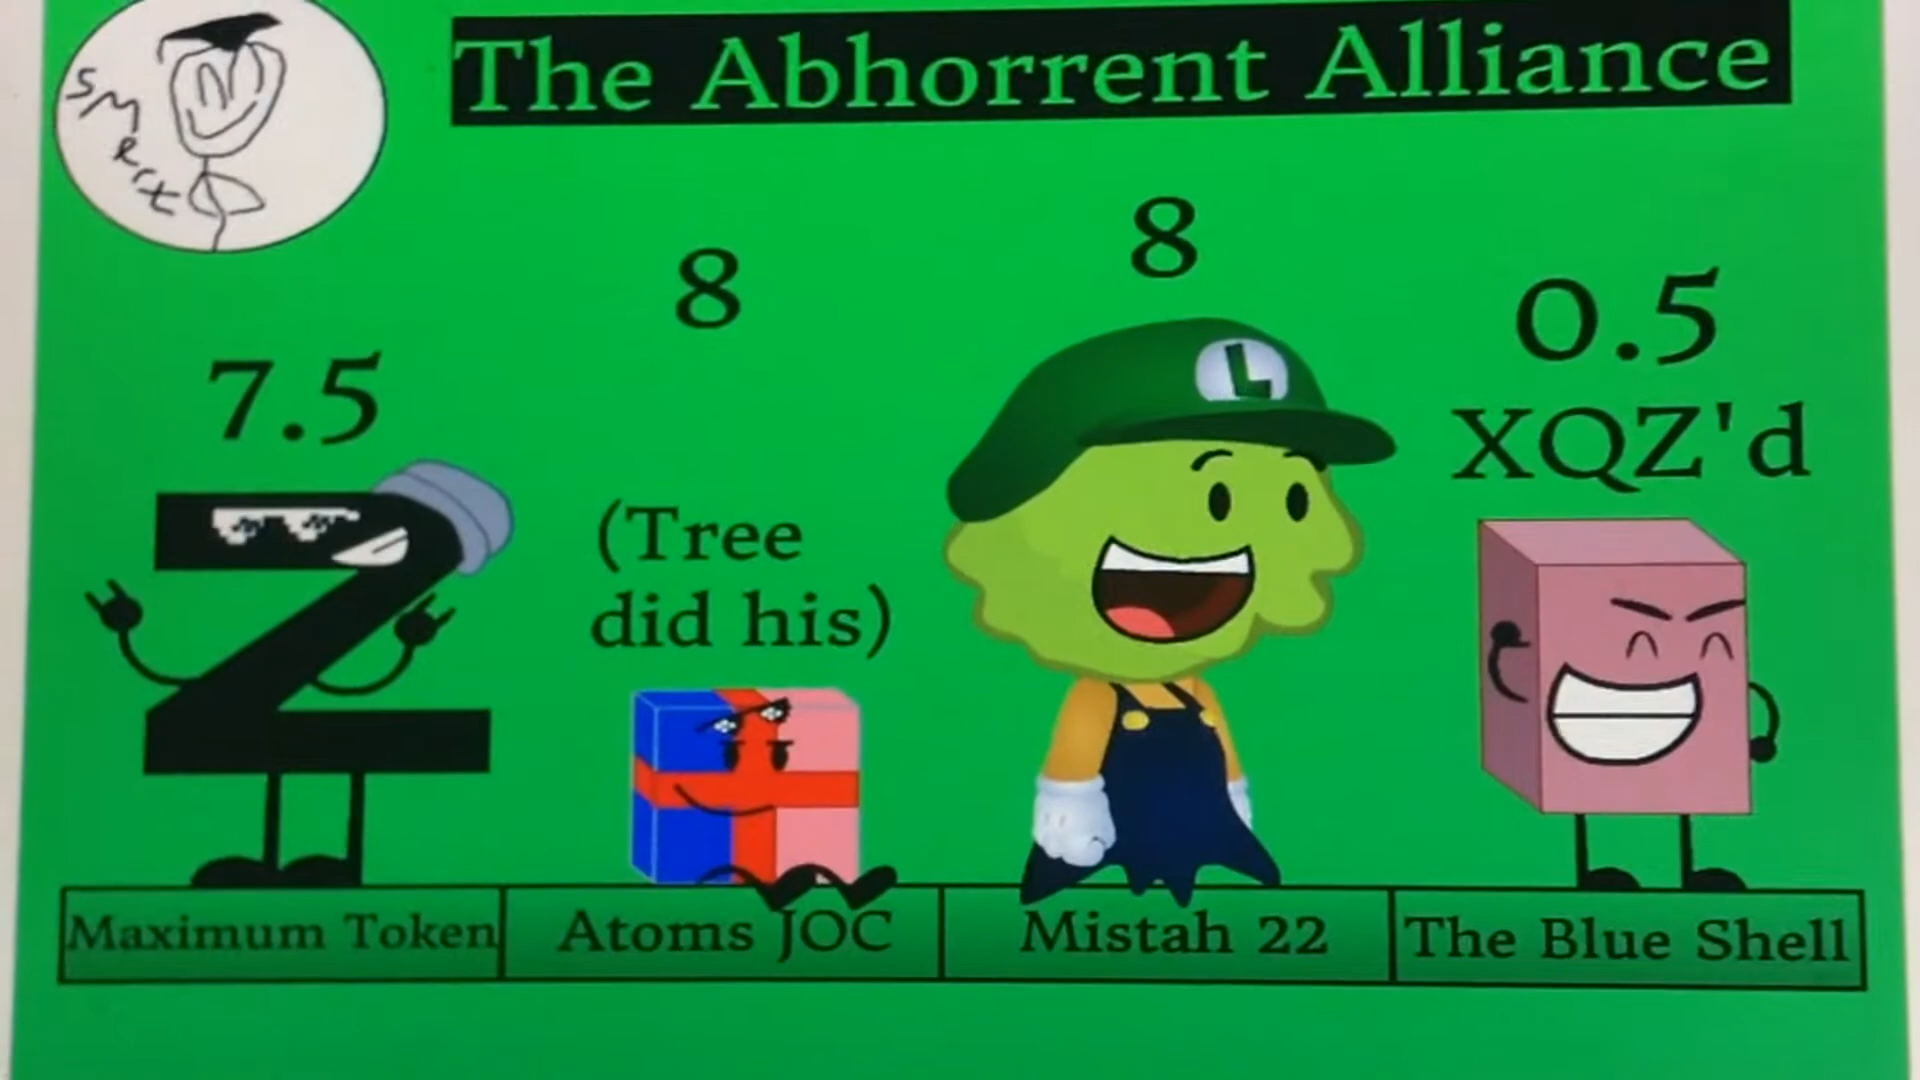 The Abhorrent Alliance
smert
8
8
0.5
7.5
XQZ'd
(Tree
did his)
L
Maximum Token
Atoms JOC
Mistah 22
The Blue Shell